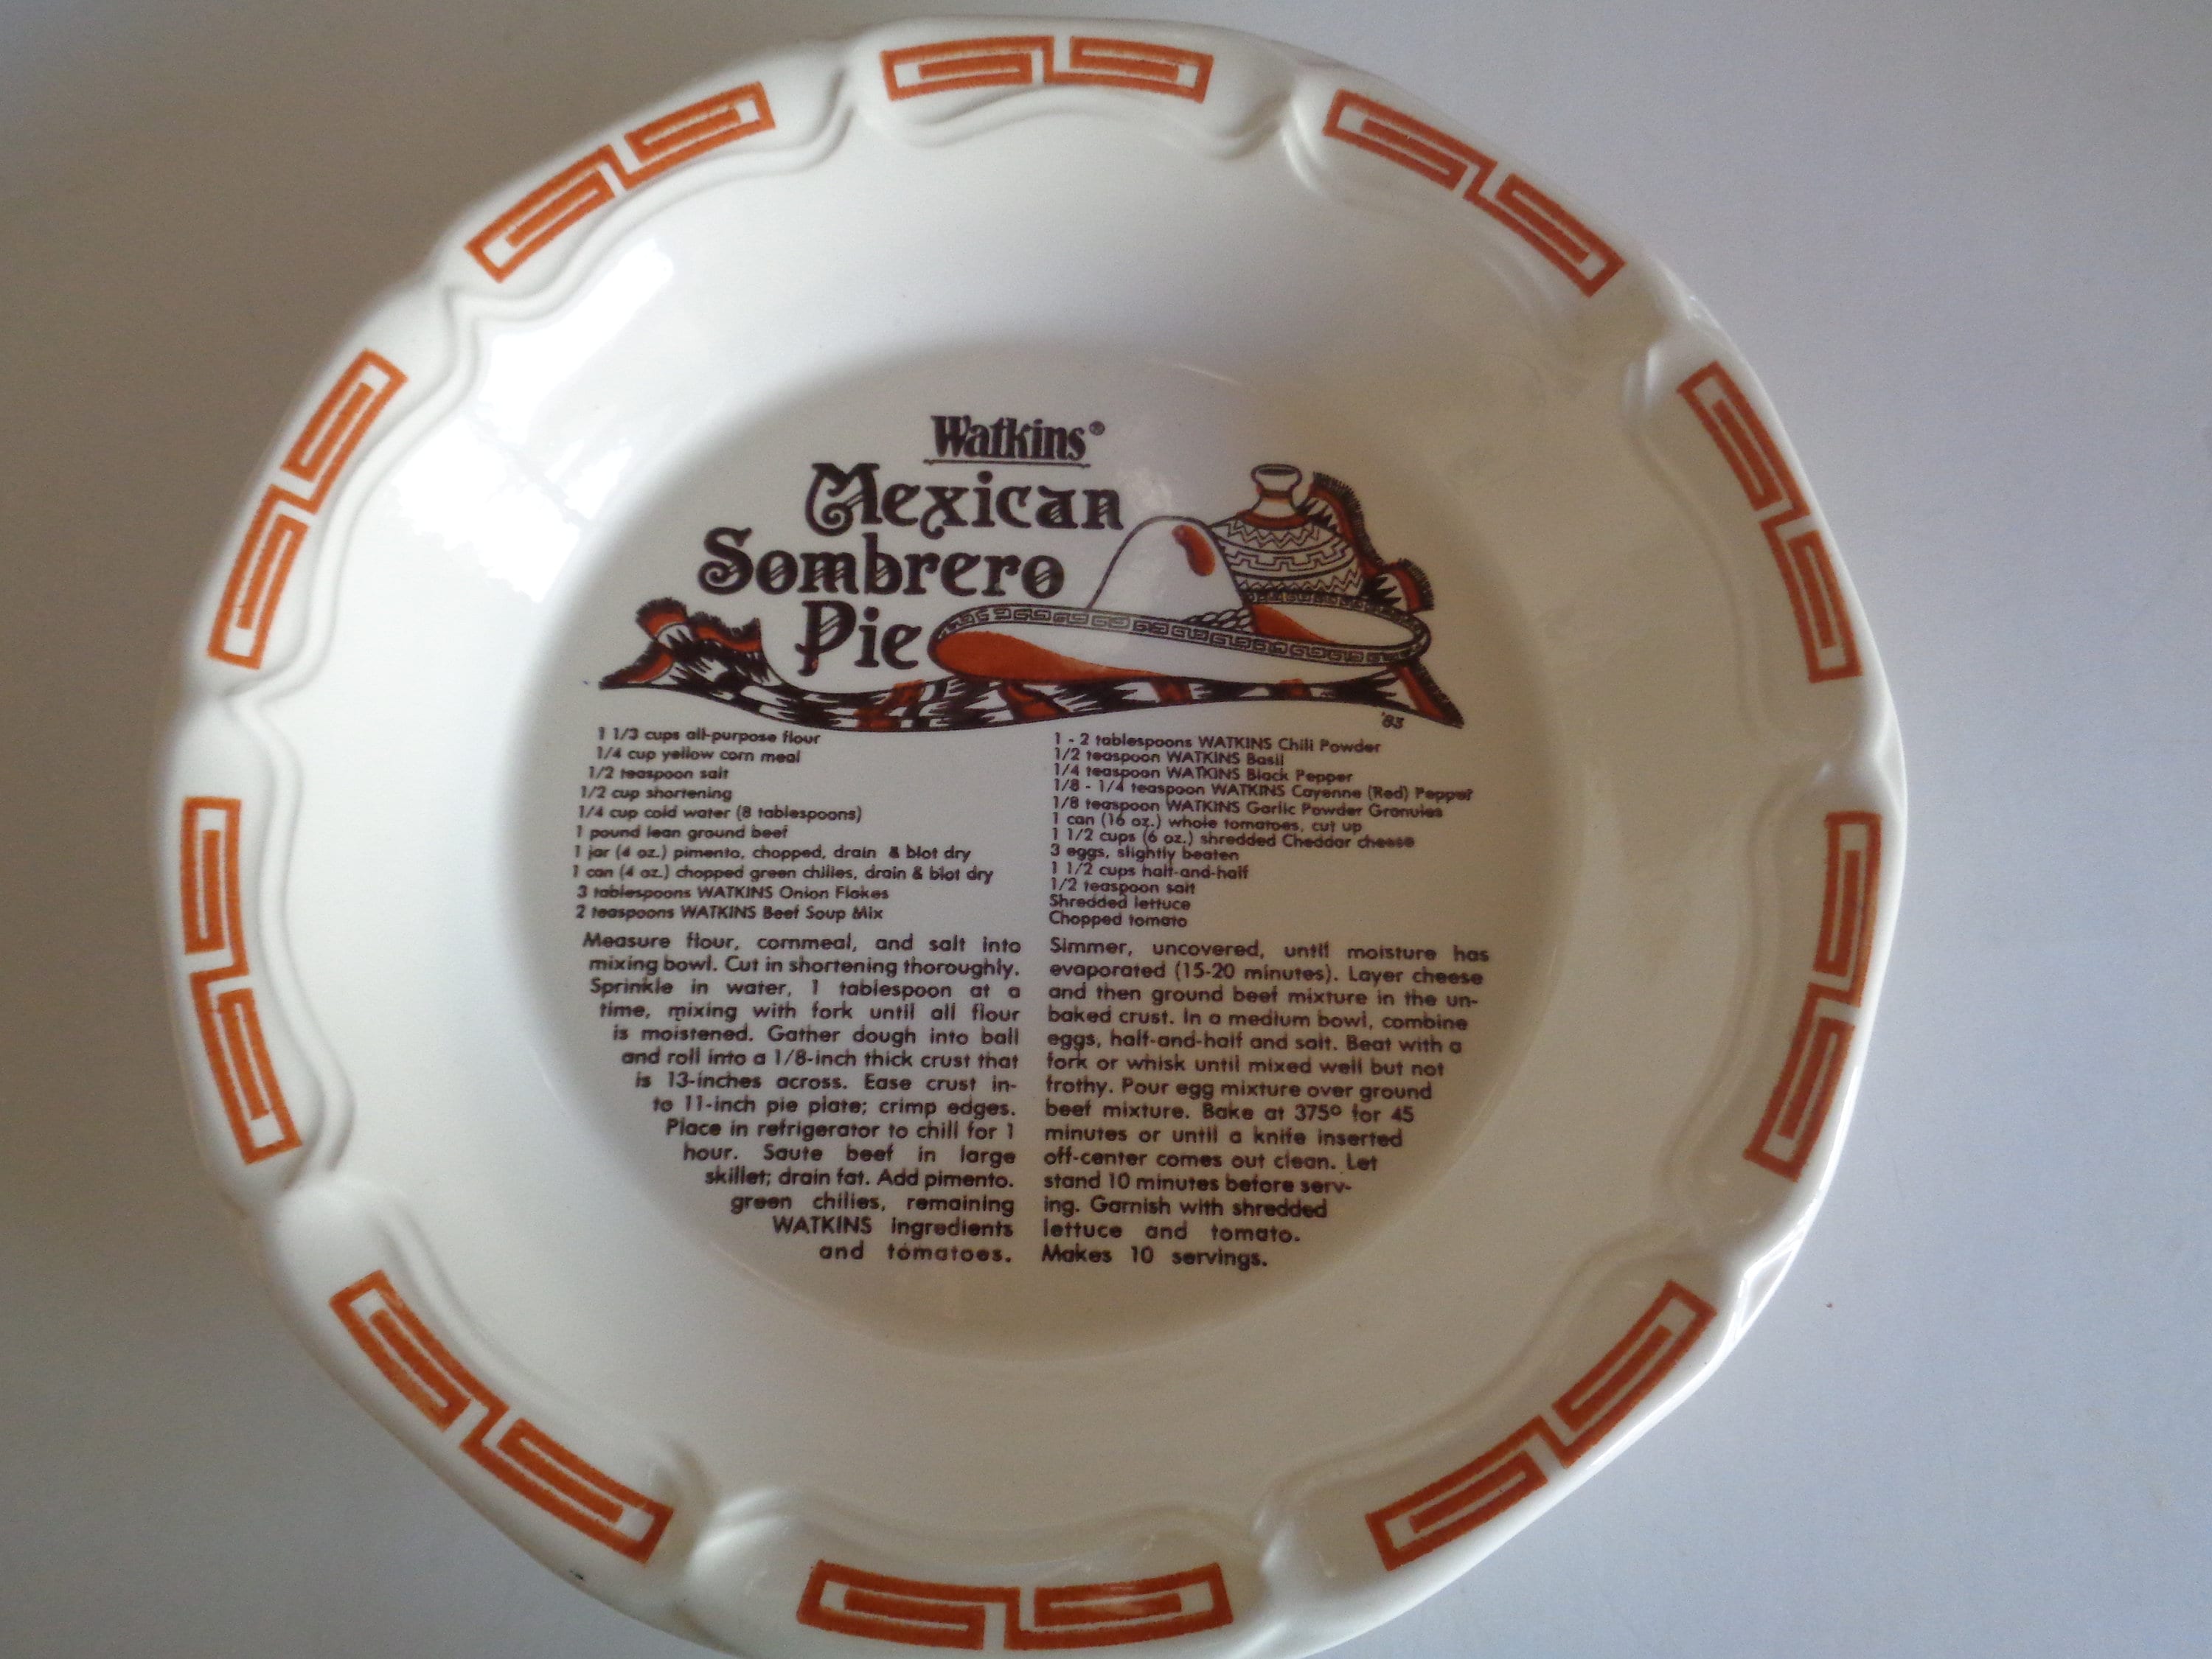 Watkins®
Mexican
Sombrero
Pie
'83
1 1/3 cups all-purpose flour
1/4 cup yellow corn meal
1/2 teaspoon salt
1/2 cup shortening
1/4 cup cold water (8 tablespoons)
1 pound lean ground beef
1 jar (4 oz.) pimento, chopped, drain & blot dry
1 can (4 oz.) chopped green chilies, drain & blot dry
3 tablespoons WATKINS Onion Flakes
2 teaspoons WATKINS Beef Soup Mix
1 - 2 tablespoons WATKINS Chili Powder
1/2 teaspoon WATKINS Basil
1/4 teaspoon WATKINS Black Pepper
1/8 - 1/4 teaspoon WATKINS Cayenne (Red) Pepper
1/8 teaspoon WATKINS Garlic Powder Granules
1 can (16 oz.) whole tomatoes, cut up
1 1/2 cups (6 oz.) shredded Cheddar cheese
3 eggs, slightly beaten
1 1/2 cups half-and-half
1/2 teaspoon salt
Shredded lettuce
Chopped tomato
Measure flour, cornmeal, and salt into
mixing bowl. Cut in shortening thoroughly.
Sprinkle in water, 1 tablespoon at a
time, mixing with fork until all flour
is moistened. Gather dough into ball
and roll into a 1/8-inch thick crust that
is 13-inches across. Ease crust in-
to 11-inch pie plate; crimp edges.
Place in refrigerator to chill for 1
hour. Saute beef in large
skillet; drain fat. Add pimento.
green chilies, remaining
WATKINS ingredients
and tomatoes.
Simmer, uncovered, until moisture has
evaporated (15-20 minutes). Layer cheese
and then ground beef mixture in the un-
baked crust. In a medium bowl, combine
eggs, half-and-half and salt. Beat with a
fork or whisk until mixed well but not
frothy. Pour egg mixture over ground
beef mixture. Bake at 375º for 45
minutes or until a knife inserted
off-center comes out clean. Let
stand 10 minutes before serv-
ing. Garnish with shredded
lettuce and tomato.
Makes 10 servings.